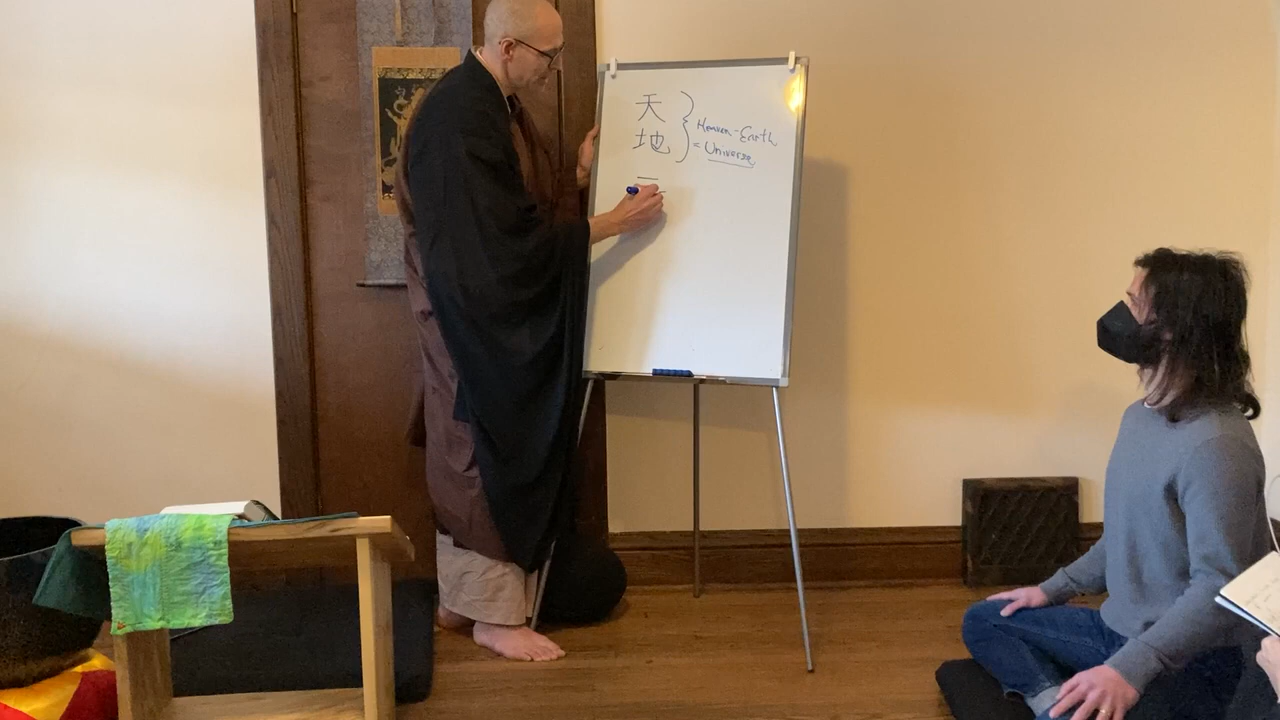 天
地
Heaven-Earth
= Universe